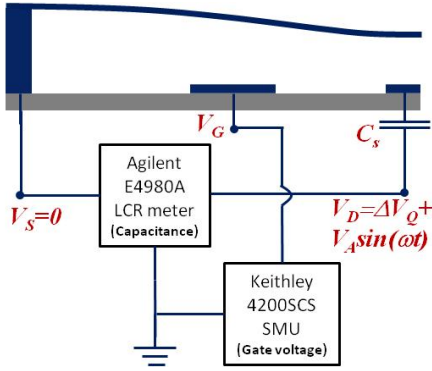 V_G
C_s
Agilent
E4980A
LCR meter
(Capacitance)
V_S=0
V_D=ΔV_Q+
V_A sin(ωt)
Keithley
4200SCS
SMU
(Gate voltage)